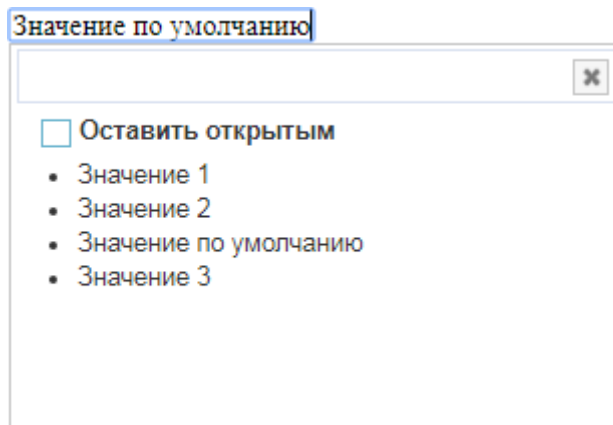 Значение по умолчанию
Оставить открытым
Значение 1
Значение 2
Значение по умолчанию
Значение 3